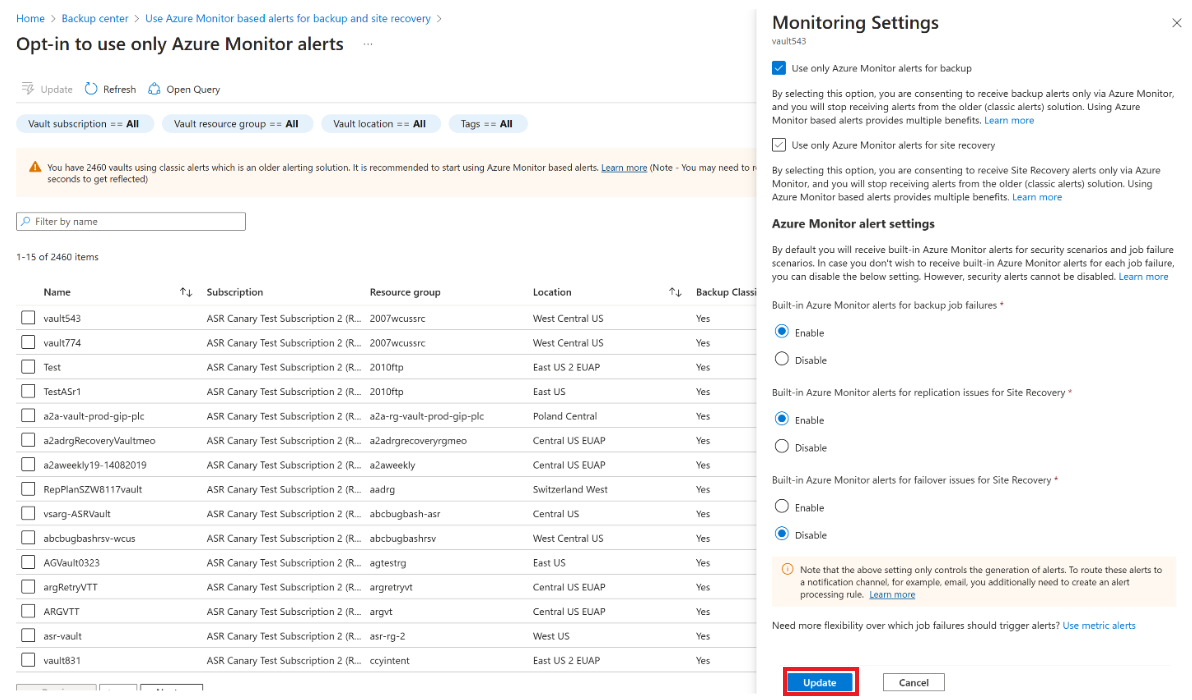 Home > Backup center > Use Azure Monitor based alerts for backup and site recovery >
Opt-in to use only Azure Monitor alerts ...
Update Refresh Open Query
Vault subscription == All Vault resource group == All Vault location == All Tags == All
You have 2460 vaults using classic alerts which is an older alerting solution. It is recommended to start using Azure Monitor based alerts. Learn more (Note - You may need to
seconds to get reflected)
Filter by name
1-15 of 2460 items
Name Subscription Resource group Location Backup
vault543 ASR Canary Test Subscription 2 (R... 2007wcussrc West Central US Yes
vault774 ASR Canary Test Subscription 2 (R... 2007wcussrc West Central US Yes
Test ASR Canary Test Subscription 2 (R... 2010ftp East US 2 EUAP Yes
TestASr1 ASR Canary Test Subscription 2 (R... 2010ftp East US Yes
a2a-vault-prod-gip-plc ASR Canary Test Subscription 2 (R... a2a-rg-vault-prod-gip-plc Poland Central Yes
a2adrgRecoveryVaultmeo ASR Canary Test Subscription 2 (R... a2adrgrecoveryrgmeo Central US EUAP Yes
a2aweekly19-14082019 ASR Canary Test Subscription 2 (R... a2aweekly Central US EUAP Yes
RepPlanSZW8117vault ASR Canary Test Subscription 2 (R... aadrg Switzerland West Yes
vsarg-ASRVault ASR Canary Test Subscription 2 (R... abcbugbash-asr Central US Yes
abcbugbashrsv-wcus ASR Canary Test Subscription 2 (R... abcbugbashrsv West Central US Yes
AGVault0323 ASR Canary Test Subscription 2 (R... agtestrg East US Yes
argRetryVTT ASR Canary Test Subscription 2 (R... argretryvt Central US EUAP Yes
ARGVTT ASR Canary Test Subscription 2 (R... argvt Central US EUAP Yes
asr-vault ASR Canary Test Subscription 2 (R... asr-rg-2 West US Yes
vault831 ASR Canary Test Subscription 2 (R... ccyintent East US 2 EUAP Yes
Monitoring Settings
vault543
Use only Azure Monitor alerts for backup
By selecting this option, you are consenting to receive backup alerts only via Azure Monitor,
and you will stop receiving alerts from the older (classic alerts) solution. Using Azure
Monitor based alerts provides multiple benefits. Learn more
Use only Azure Monitor alerts for site recovery
By selecting this option, you are consenting to receive Site Recovery alerts only via Azure
Monitor, and you will stop receiving alerts from the older (classic alerts) solution. Using
Azure Monitor based alerts provides multiple benefits. Learn more
Azure Monitor alert settings
By default you will receive built-in Azure Monitor alerts for security scenarios and job failure
scenarios. In case you don't wish to receive built-in Azure Monitor alerts for each job failure,
you can disable the below setting. However, security alerts cannot be disabled. Learn more
Built-in Azure Monitor alerts for backup job failures *
Enable
Disable
Built-in Azure Monitor alerts for replication issues for Site Recovery *
Enable
Disable
Built-in Azure Monitor alerts for failover issues for Site Recovery *
Enable
Disable
Note that the above setting only controls the generation of alerts. To route these alerts to
a notification channel, for example, email, you additionally need to create an alert
processing rule. Learn more
Need more flexibility over which job failures should trigger alerts? Use metric alerts
Update Cancel